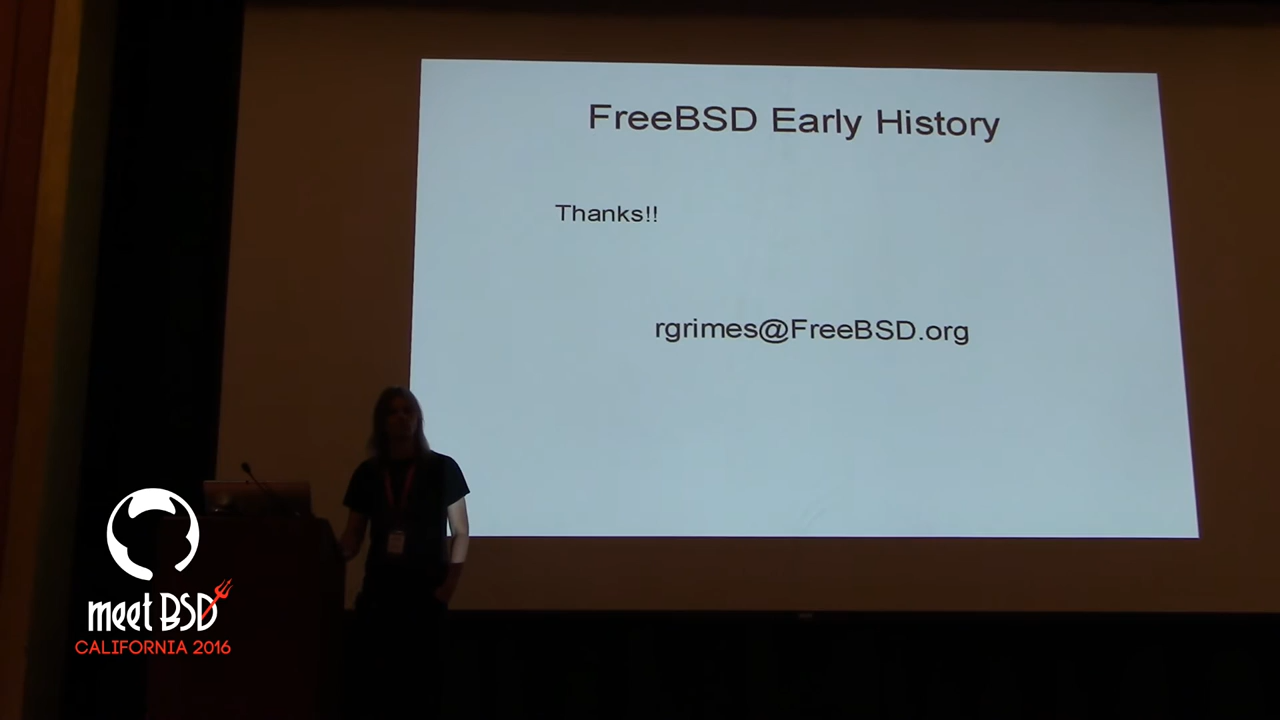 FreeBSD Early History
Thanks!!
rgrimes@FreeBSD.org
meet BSD
CALIFORNIA 2016